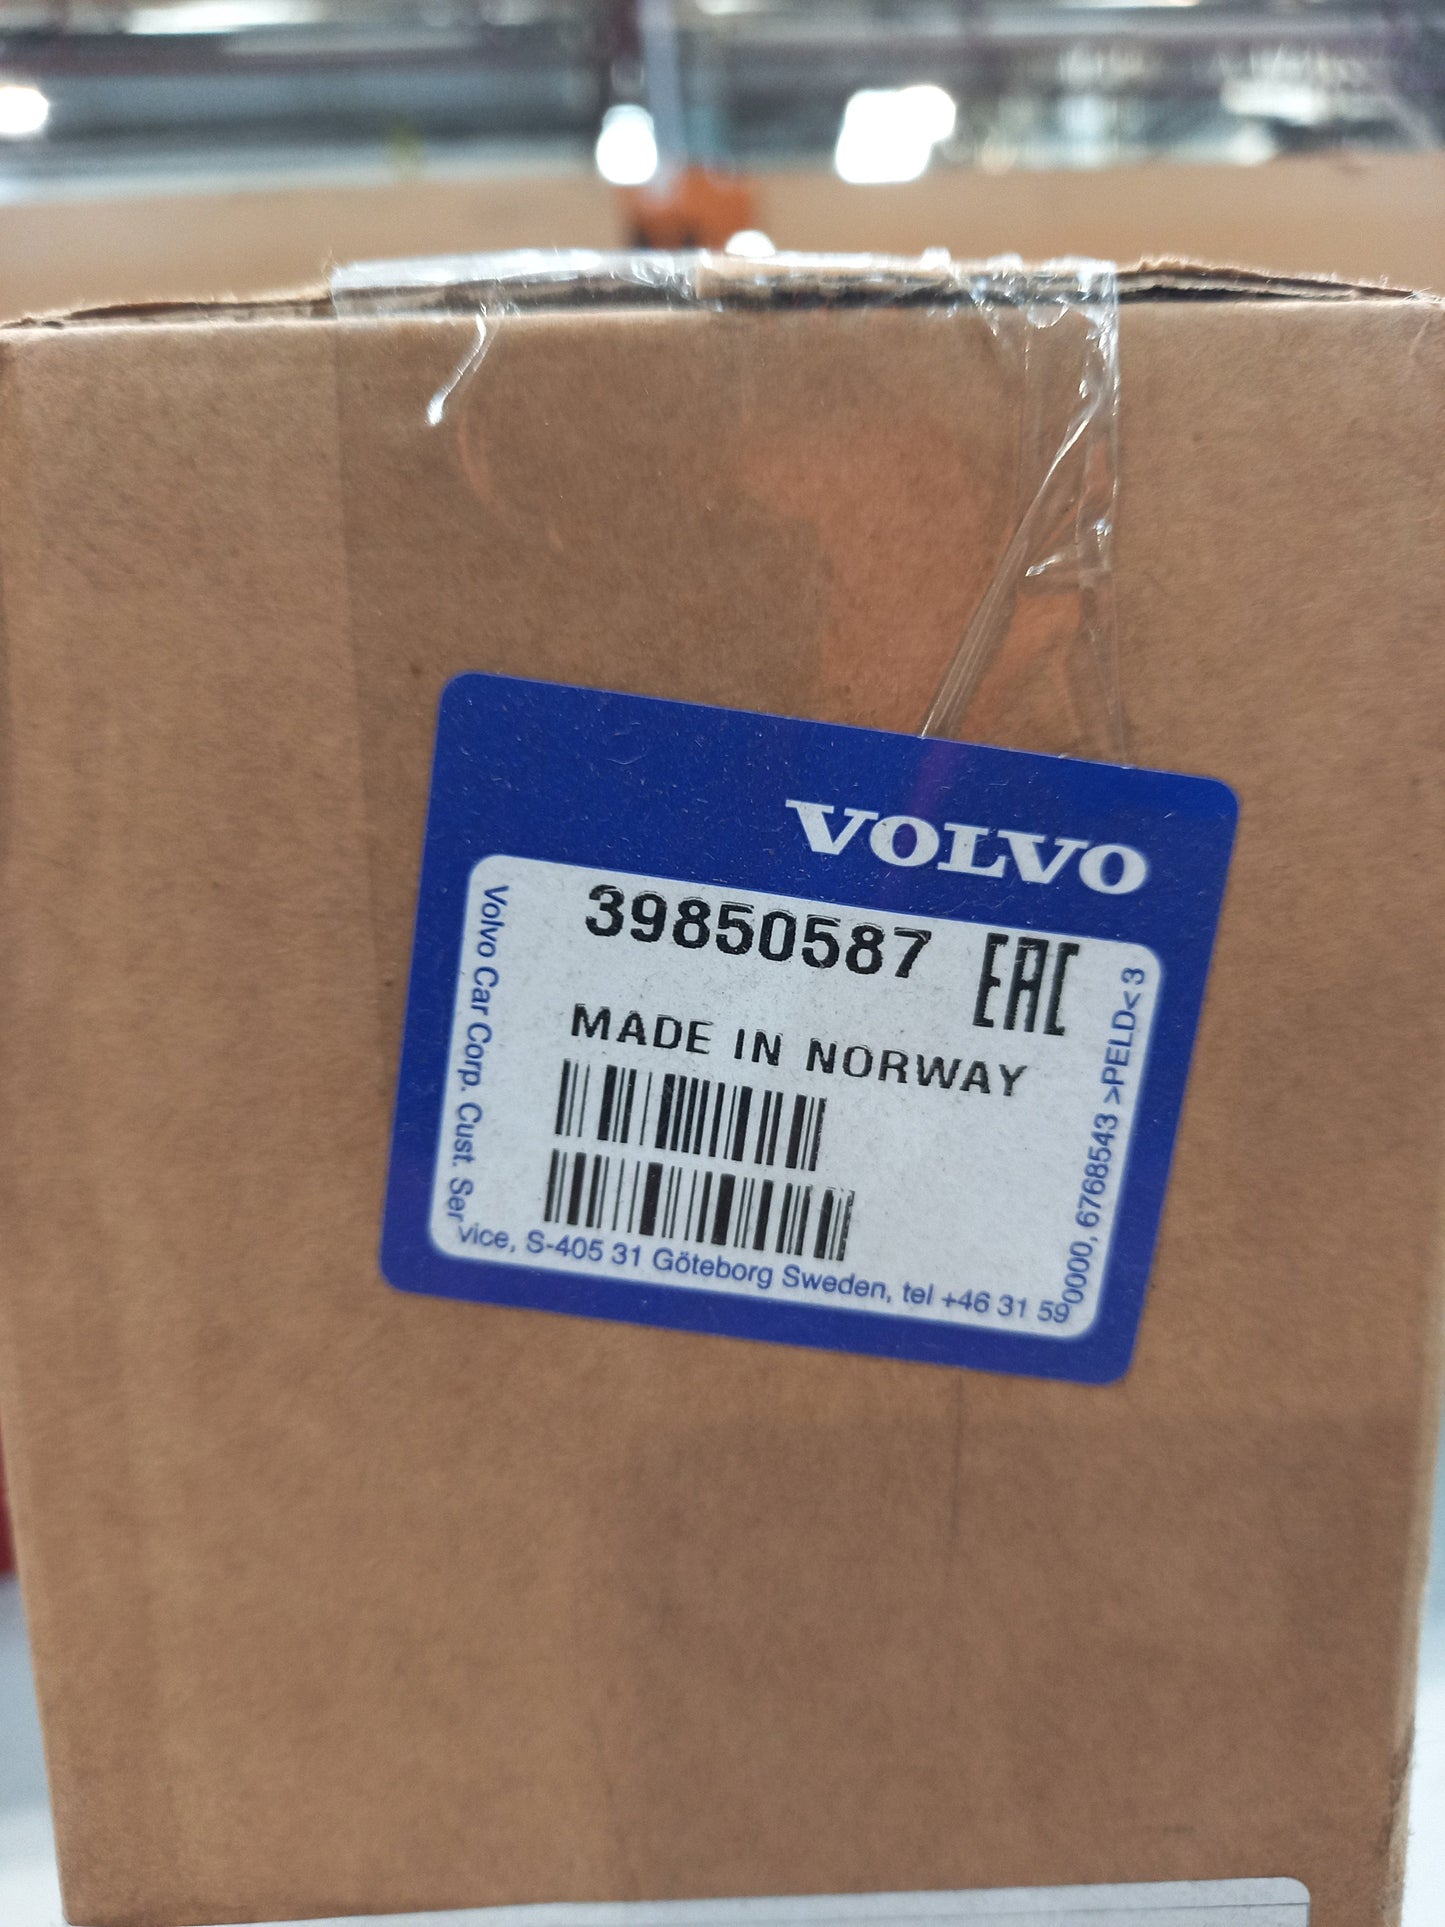 VOLVO
39850587
EAC
MADE IN NORWAY
Volvo Car Corp. Cust. Service, S-405 31 Göteborg Sweden, tel +46 31 590000, 6768543 >PELD< 3